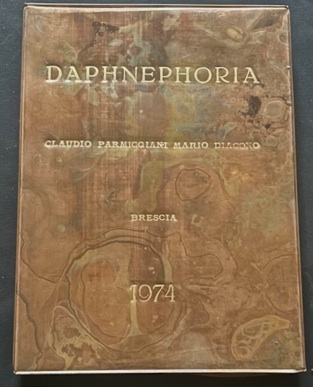 DAPHNEPHORIA
CLAUDIO PARMIGGIANI MARIO DIACONO
BRESCIA
1974